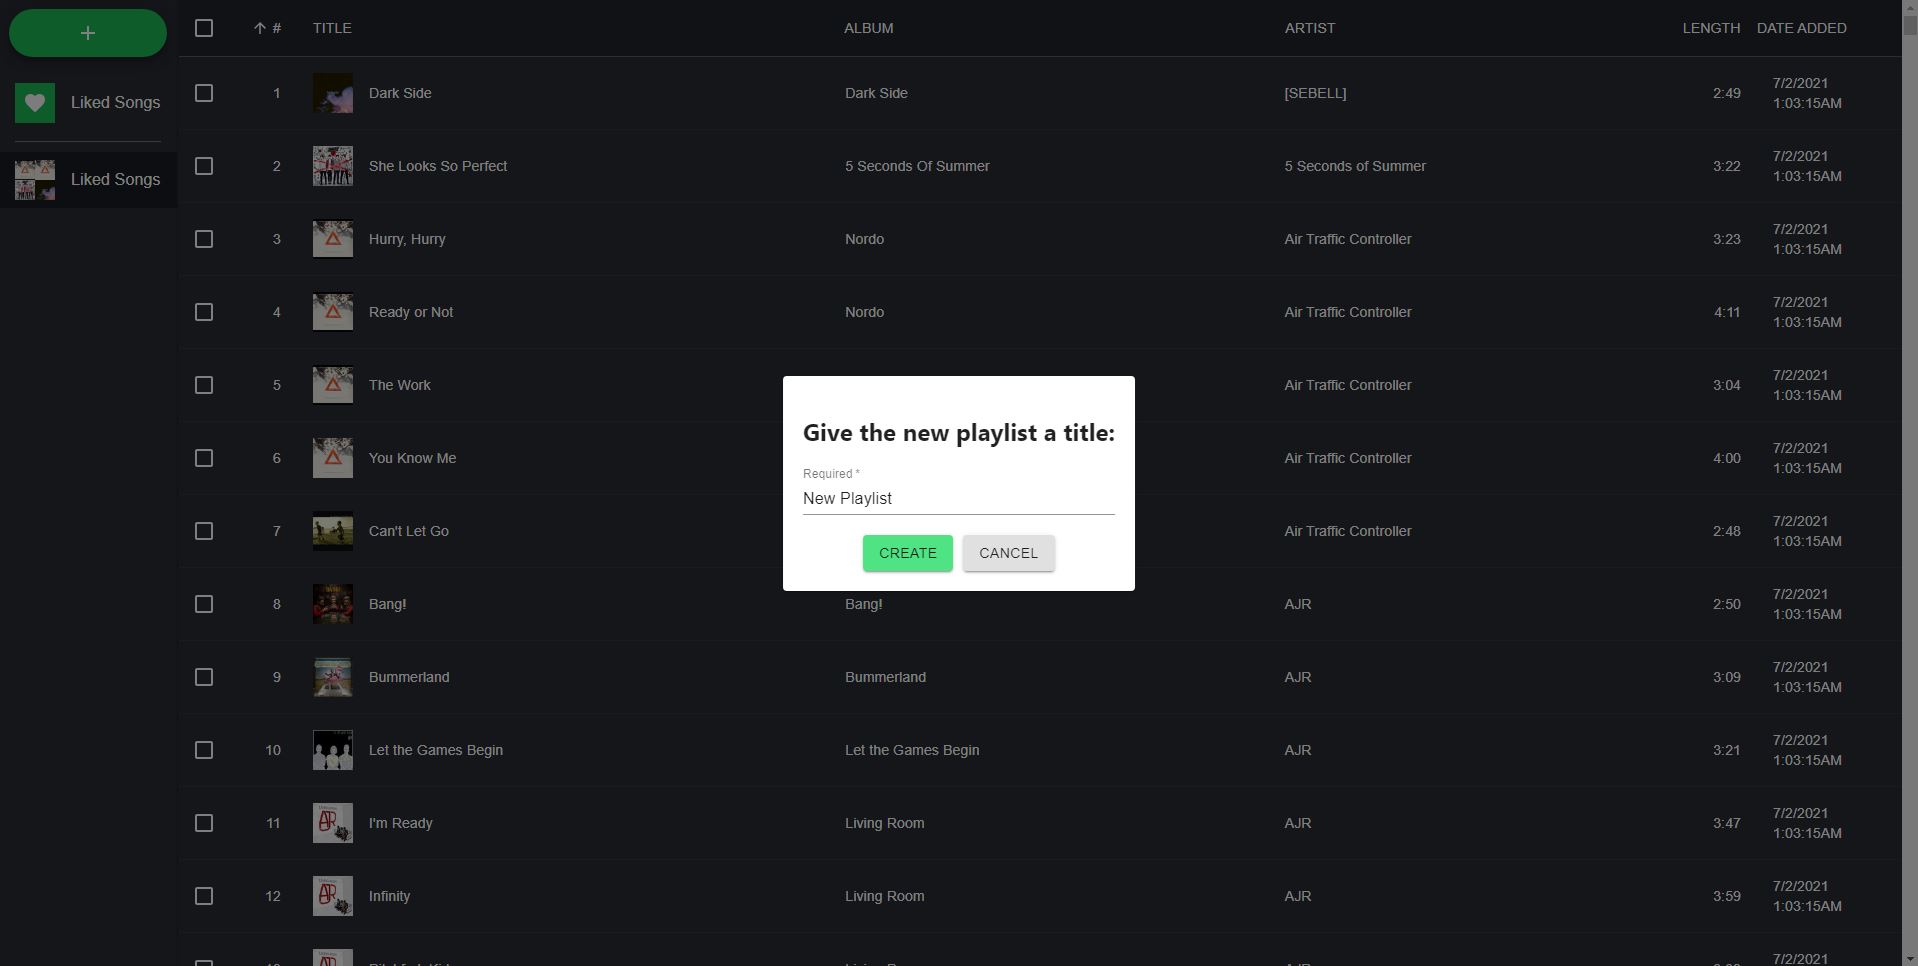 +
# TITLE ALBUM ARTIST LENGTH DATE ADDED
Liked Songs
Liked Songs
1 Dark Side Dark Side [SEBELL] 2:49 7/2/2021 1:03:15AM
2 She Looks So Perfect 5 Seconds Of Summer 5 Seconds of Summer 3:22 7/2/2021 1:03:15AM
3 Hurry, Hurry Nordo Air Traffic Controller 3:23 7/2/2021 1:03:15AM
4 Ready or Not Nordo Air Traffic Controller 4:11 7/2/2021 1:03:15AM
5 The Work Air Traffic Controller 3:04 7/2/2021 1:03:15AM
6 You Know Me Air Traffic Controller 4:00 7/2/2021 1:03:15AM
7 Can't Let Go Air Traffic Controller 2:48 7/2/2021 1:03:15AM
8 Bang! Bang! AJR 2:50 7/2/2021 1:03:15AM
9 Bummerland Bummerland AJR 3:09 7/2/2021 1:03:15AM
10 Let the Games Begin Let the Games Begin AJR 3:21 7/2/2021 1:03:15AM
11 I'm Ready Living Room AJR 3:47 7/2/2021 1:03:15AM
12 Infinity Living Room AJR 3:59 7/2/2021 1:03:15AM
7/2/2021
Give the new playlist a title:
Required *
New Playlist
CREATE CANCEL